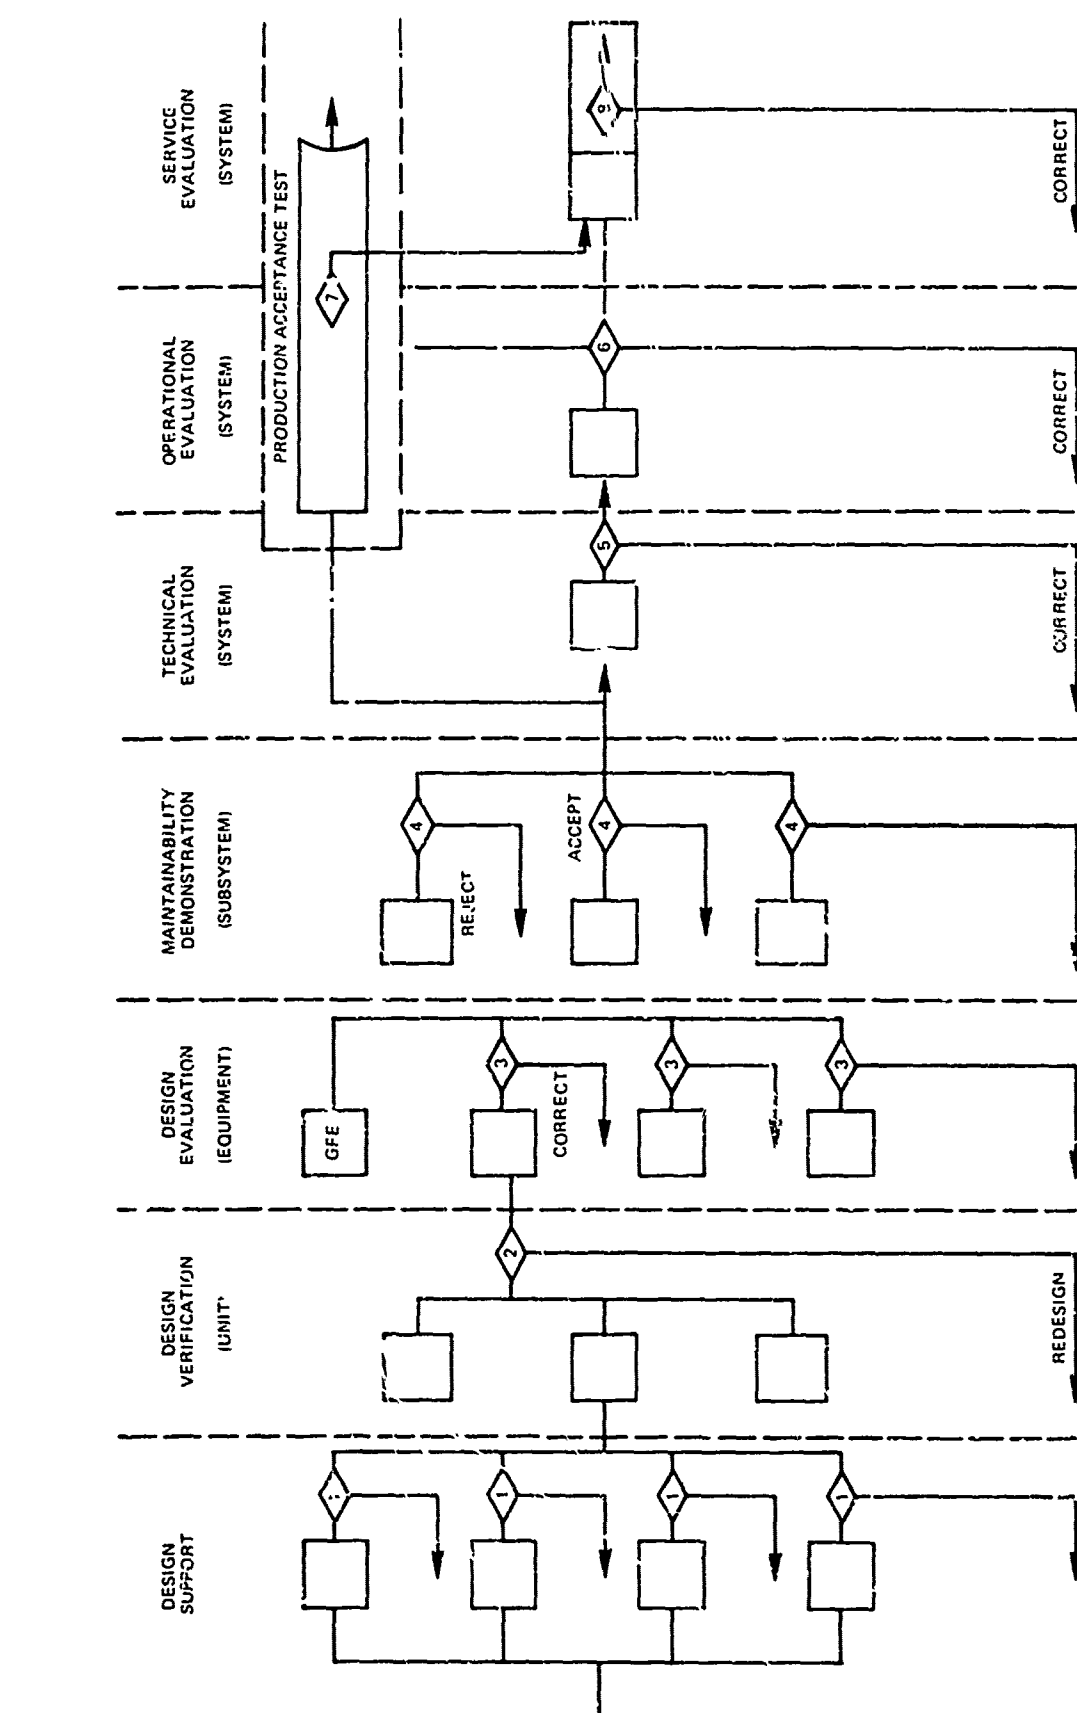 DESIGN
SUPPORT
DESIGN
VERIFICATION
(UNIT)
DESIGN
EVALUATION
(EQUIPMENT)
MAINTAINABILITY
DEMONSTRATION
(SUBSYSTEM)
TECHNICAL
EVALUATION
(SYSTEM)
OPERATIONAL
EVALUATION
(SYSTEM)
SERVICE
EVALUATION
(SYSTEM)
PRODUCTION ACCEPTANCE TEST
7
GFE
1
1
1
2
3
CORRECT
3
3
4
REJECT
4
ACCEPT
4
5
6
REDESIGN
CORRECT
CORRECT
CORRECT